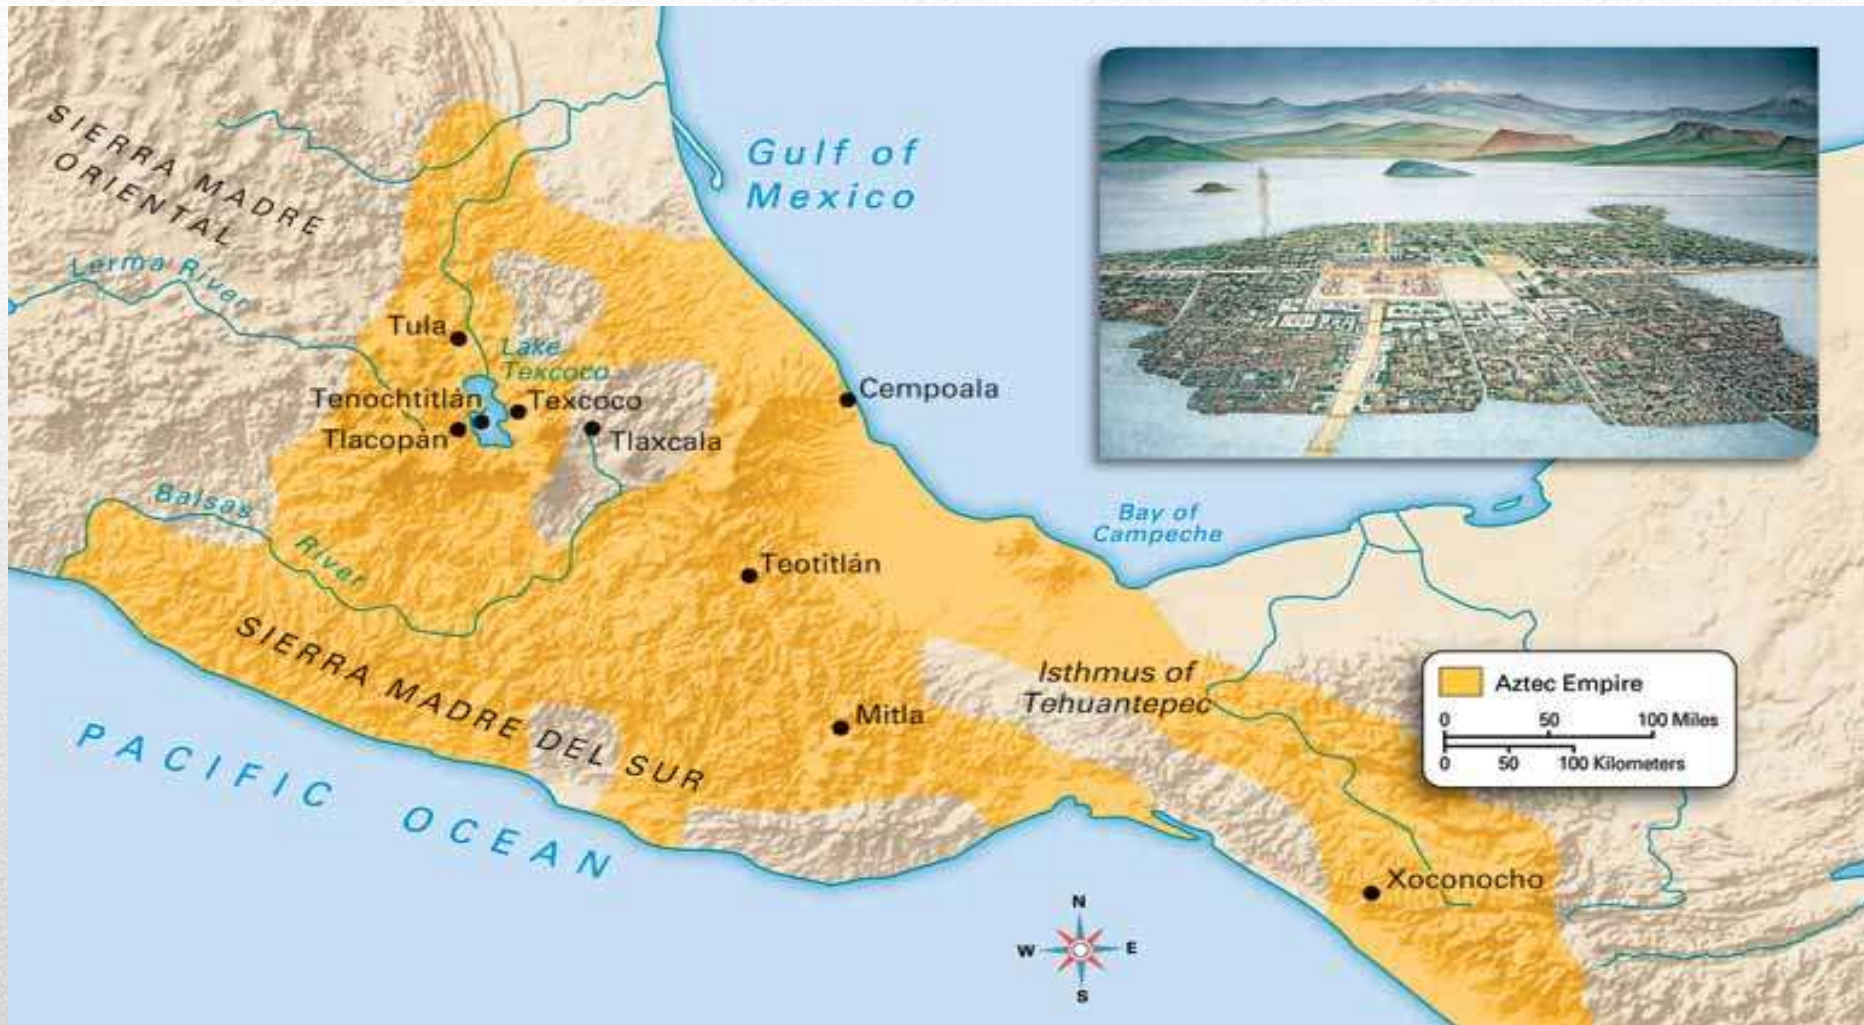 SIERRA MADRE
ORIENTAL
Gulf of
Mexico
Lerma River
Tula
Lake
Texcoco
Tenochtitlán
Texcoco
Tlacopán
Tlaxcala
Cempoala
Balsas
River
Bay of
Campeche
Teotitlán
SIERRA MADRE DEL SUR
Isthmus of
Tehuantepec
Mitla
PACIFIC OCEAN
Xoconocho
Aztec Empire
0 50 100 Miles
0 50 100 Kilometers
N
W E
S